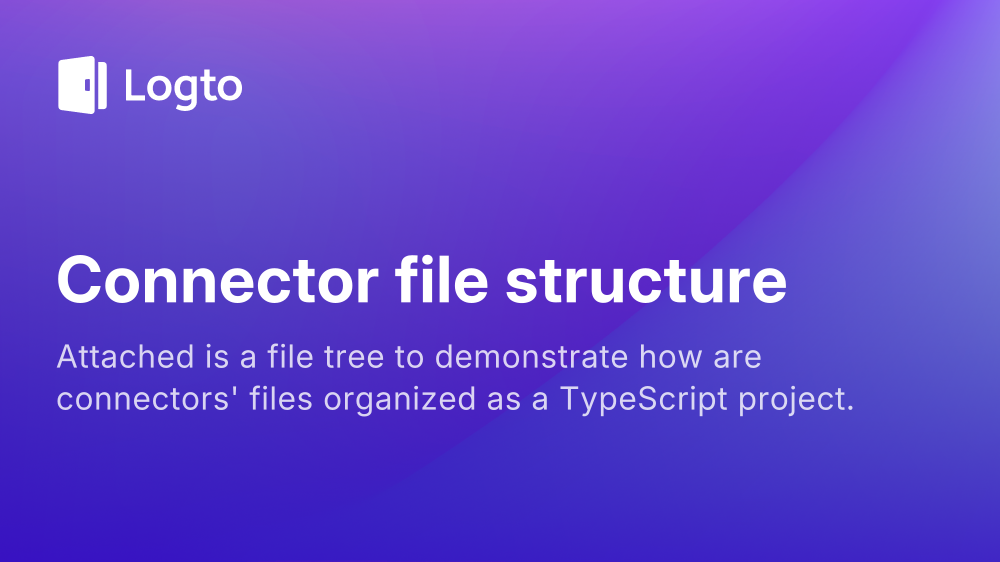 Logto
Connector file structure
Attached is a file tree to demonstrate how are
connectors' files organized as a TypeScript project.